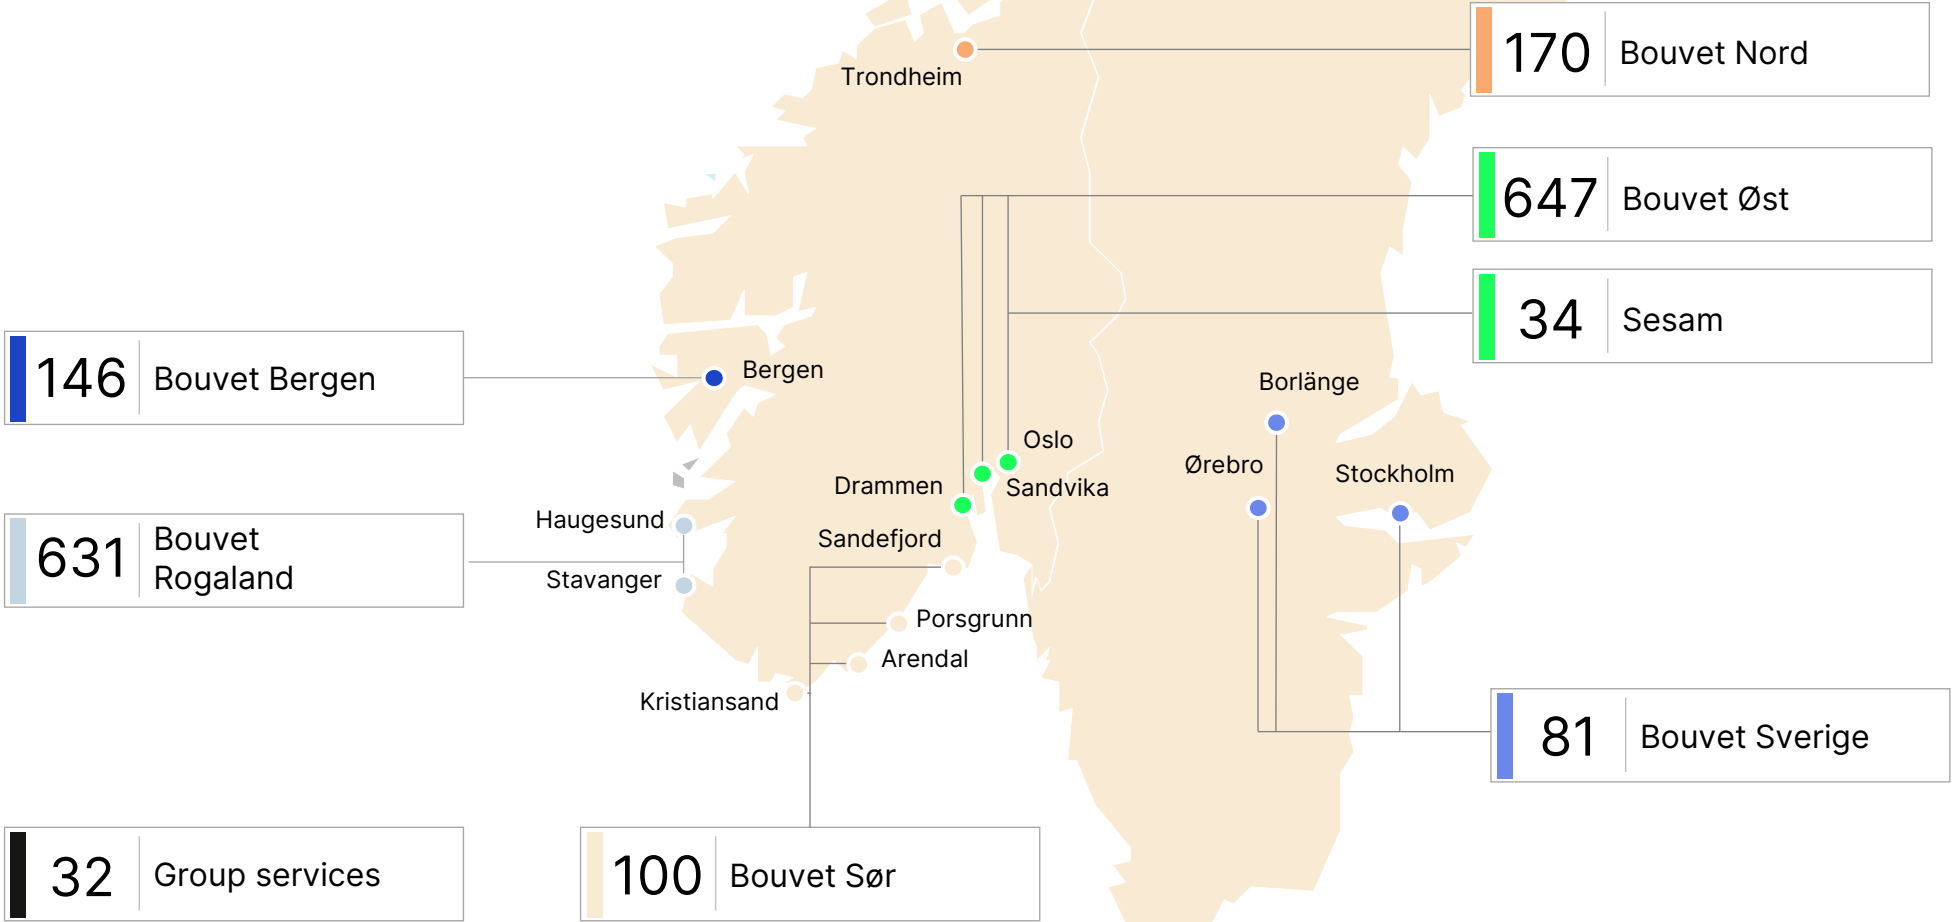 170
Bouvet Nord
Trondheim
647
Bouvet Øst
34
Sesam
146
Bouvet Bergen
Bergen
Borlänge
Oslo
Ørebro
Stockholm
Drammen
Sandvika
Haugesund
Sandefjord
631
Bouvet
Rogaland
Stavanger
Porsgrunn
Arendal
Kristiansand
81
Bouvet Sverige
32
Group services
100
Bouvet Sør